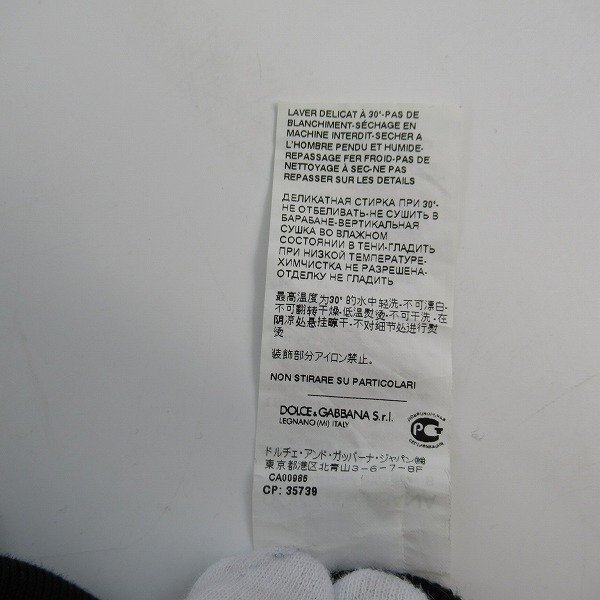 LAVER DELICAT À 30°-PAS DE
BLANCHIMENT-SÉCHAGE EN
MACHINE INTERDIT-SECHER A
L'HOMBRE PENDU ET HUMIDE-
REPASSAGE FER FROID-PAS DE
NETTOYAGE À SEC-NE PAS
REPASSER SUR LES DETAILS
ДЕЛИКАТНАЯ СТИРКА ПРИ 30°-
НЕ ОТБЕЛИВАТЬ-НЕ СУШИТЬ В
БАРАБАНЕ-ВЕРТИКАЛЬНАЯ
СУШКА ВО ВЛАЖНОМ
СОСТОЯНИИ В ТЕНИ-ГЛАДИТЬ
ПРИ НИЗКОЙ ТЕМПЕРАТУРЕ-
ХИМЧИСТКА НЕ РАЗРЕШЕНА-
ОТДЕЛКУ НЕ ГЛАДИТЬ
最高温度为30°的水中轻洗-不可漂白-
不可翻转干燥-低温熨烫-不可干洗-在
阴凉处悬挂晾干-不对细节处进行熨
烫
装飾部分アイロン禁止。
NON STIRARE SU PARTICOLARI
DOLCE & GABBANA S.r.l.
LEGNANO (MI) ITALY
PG
ドルチェ・アンド・ガッバーナ・ジャパン㈱
東京都港区北青山3-6-7-8F
CA00986
CP: 35739